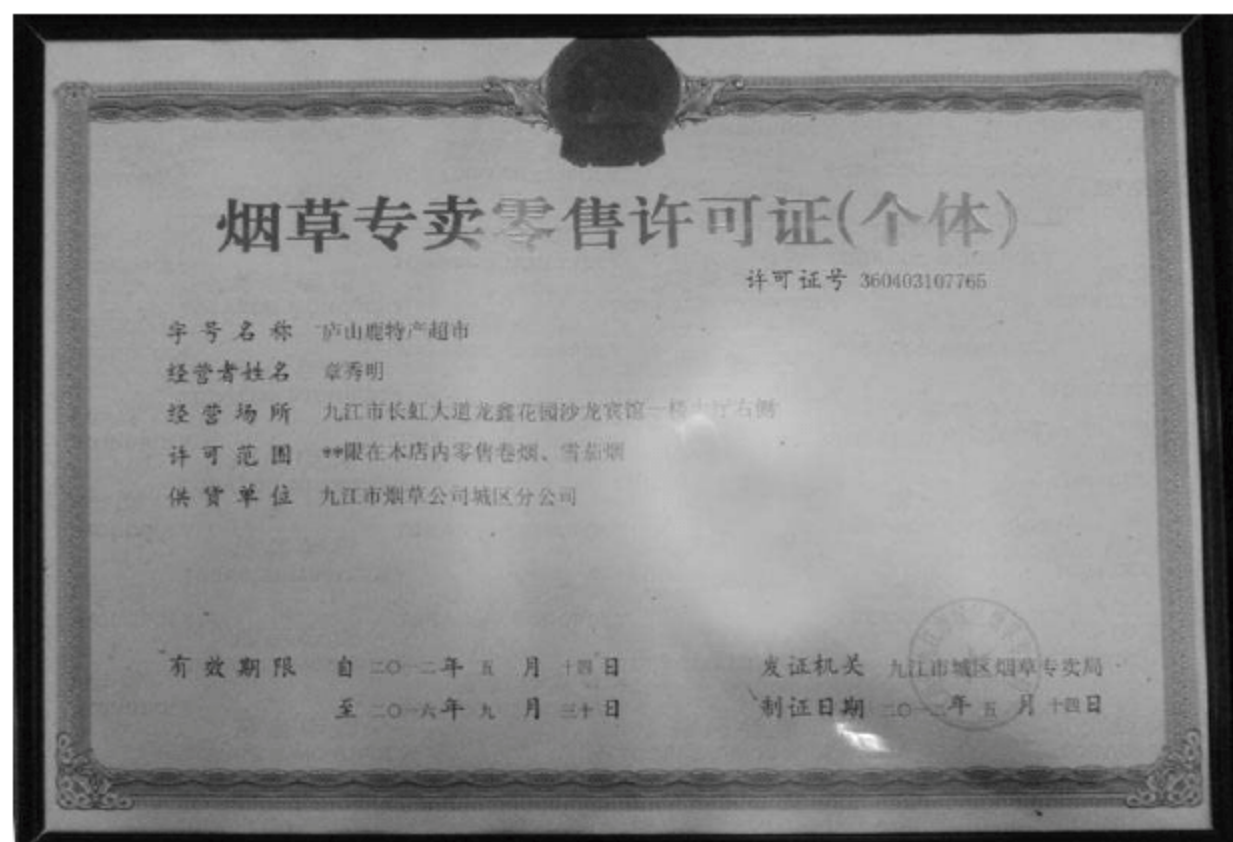 烟草专卖零售许可证(个体)
许可证号 360403107765
字号名称 庐山鹿特产超市
经营者姓名 章秀明
经营场所 九江市长虹大道龙鑫花园沙龙宾馆一楼大厅右侧
许可范围 **限在本店内零售卷烟、雪茄烟
供货单位 九江市烟草公司城区分公司
有效期限 自 二〇一二年 五 月 十四 日
至 二〇一六年 九 月 三十 日
发证机关 九江市城区烟草专卖局
制证日期 二〇一二年 五 月 十四日